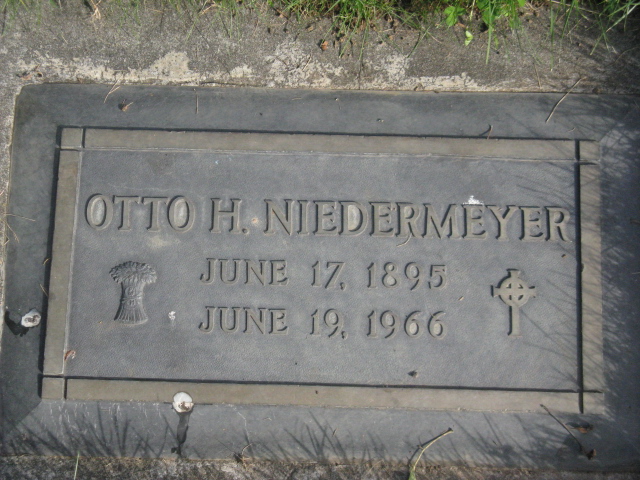 OTTO H. NIEDERMEYER
JUNE 17, 1895
JUNE 19, 1966